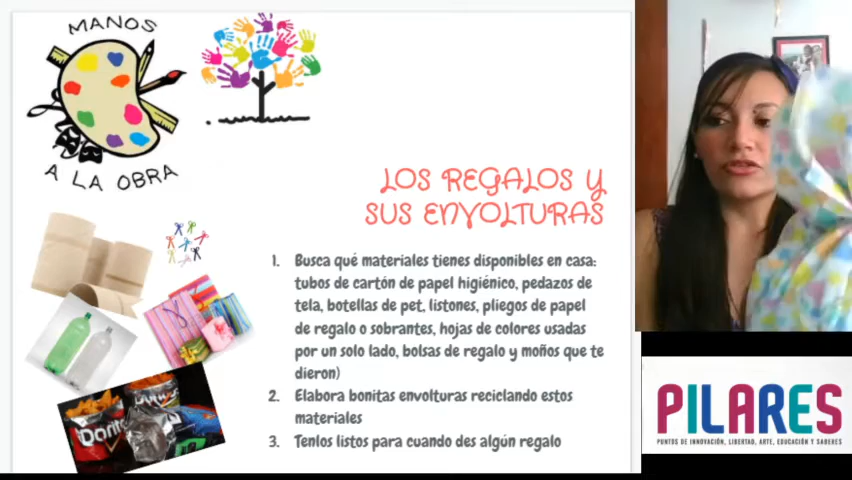 MANOS
A LA OBRA
LOS REGALOS Y
SUS ENVOLTURAS
1. Busca qué materiales tienes disponibles en casa:
tubos de cartón de papel higiénico, pedazos de
tela, botellas de pet, listones, pliegos de papel
de regalo o sobrantes, hojas de colores usadas
por un solo lado, bolsas de regalo y moños que te
dieron)
2. Elabora bonitas envolturas reciclando estos
materiales
3. Tenlos listos para cuando des algún regalo
Doritos
PILARES
PUNTOS DE INNOVACIÓN, LIBERTAD, ARTE, EDUCACIÓN Y SABERES